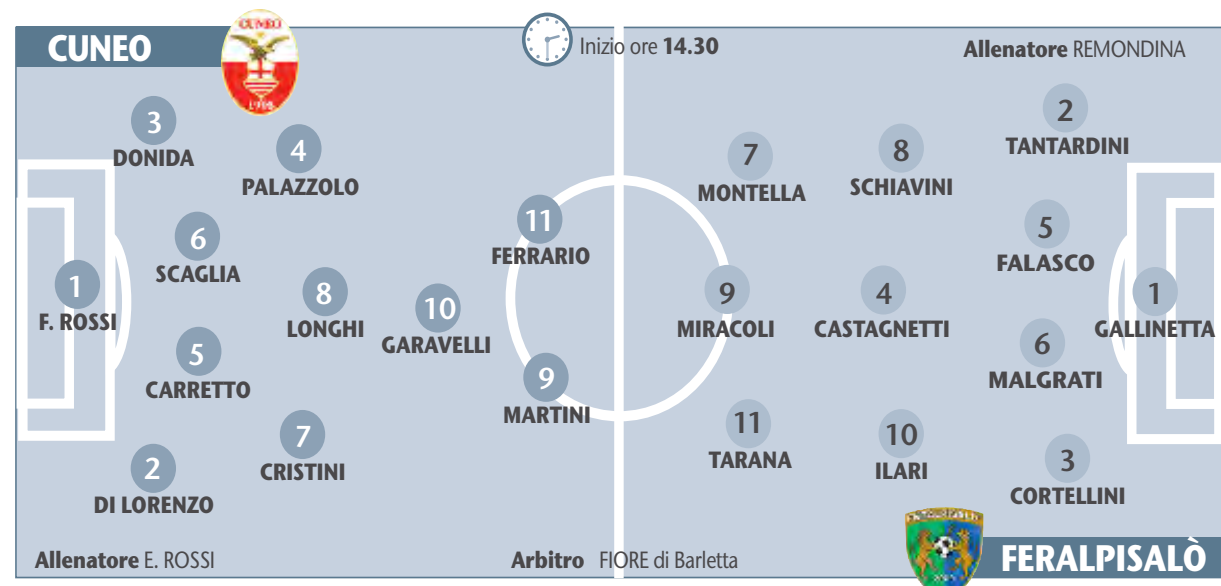 CUNEO
CUNEO
1905
Inizio ore 14.30
Allenatore REMONDINA
3
DONIDA
4
PALAZZOLO
6
SCAGLIA
1
F. ROSSI
8
LONGHI
10
GARAVELLI
11
FERRARIO
5
CARRETTO
9
MARTINI
7
CRISTINI
2
DI LORENZO
7
MONTELLA
8
SCHIAVINI
2
TANTARDINI
5
FALASCO
9
MIRACOLI
4
CASTAGNETTI
1
GALLINETTA
6
MALGRATI
11
TARANA
10
ILARI
3
CORTELLINI
Allenatore E. ROSSI
Arbitro FIORE di Barletta
FERALPISALÒ